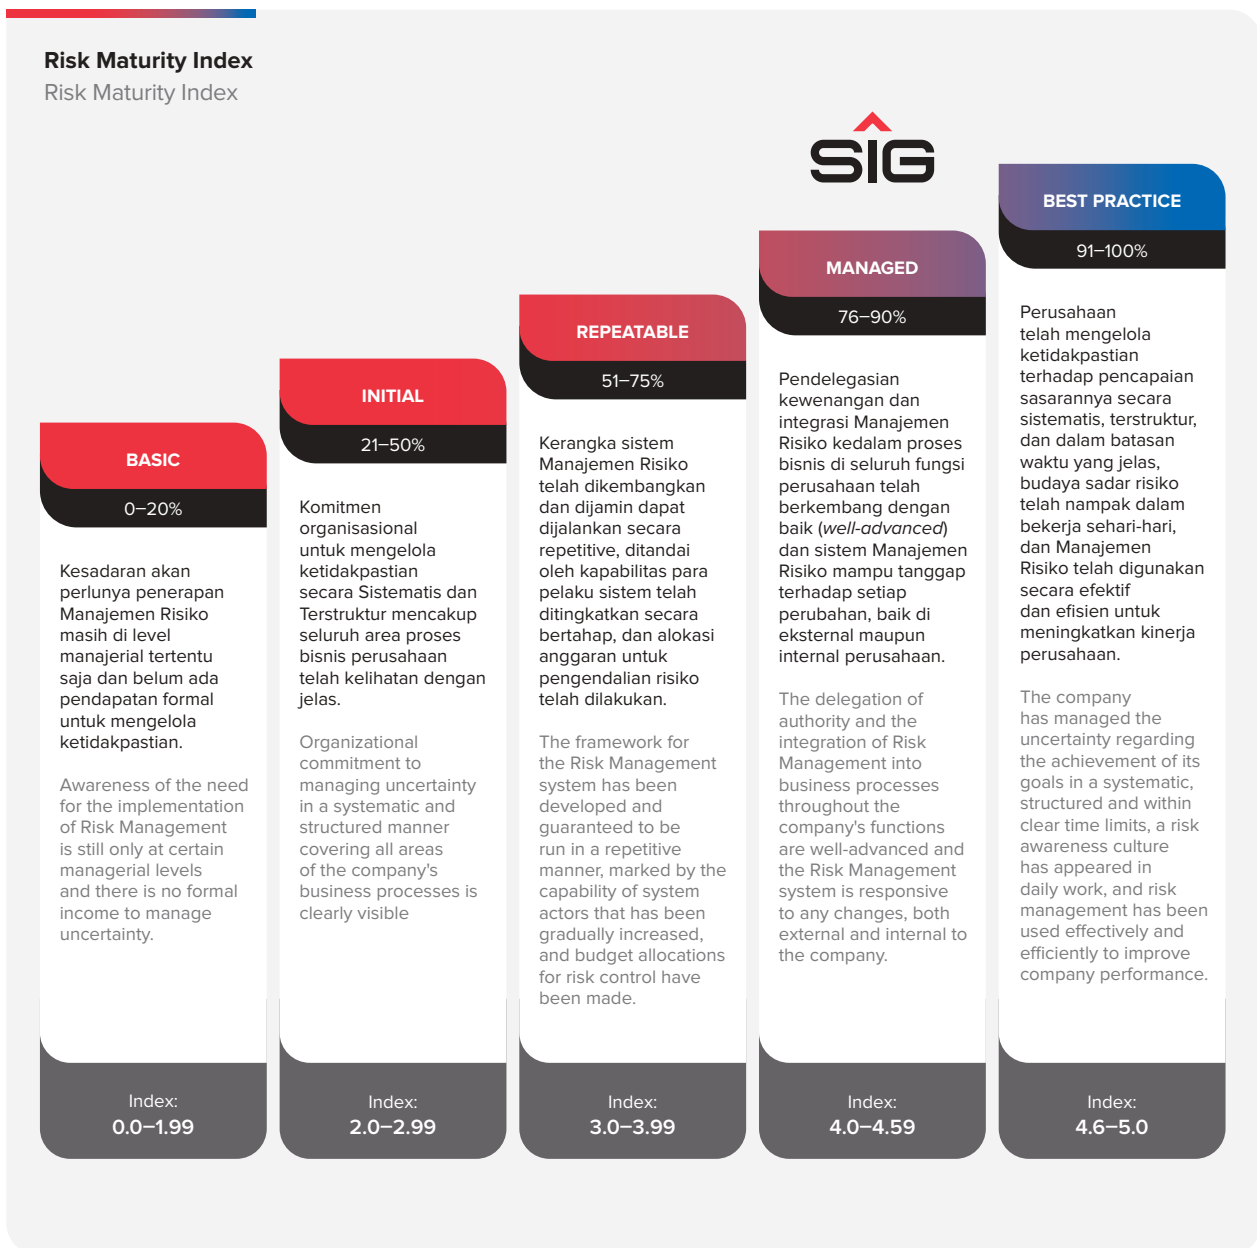 Risk Maturity Index
Risk Maturity Index
SIG
BASIC
0–20%
Kesadaran akan
perlunya penerapan
Manajemen Risiko
masih di level
manajerial tertentu
saja dan belum ada
pendapatan formal
untuk mengelola
ketidakpastian.
Awareness of the need
for the implementation
of Risk Management
is still only at certain
managerial levels
and there is no formal
income to manage
uncertainty.
Index:
0.0–1.99
INITIAL
21–50%
Komitmen
organisasional
untuk mengelola
ketidakpastian
secara Sistematis dan
Terstruktur mencakup
seluruh area proses
bisnis perusahaan
telah kelihatan dengan
jelas.
Organizational
commitment to
managing uncertainty
in a systematic and
structured manner
covering all areas
of the company's
business processes is
clearly visible
Index:
2.0–2.99
REPEATABLE
51–75%
Kerangka sistem
Manajemen Risiko
telah dikembangkan
dan dijamin dapat
dijalankan secara
repetitive, ditandai
oleh kapabilitas para
pelaku sistem telah
ditingkatkan secara
bertahap, dan alokasi
anggaran untuk
pengendalian risiko
telah dilakukan.
The framework for
the Risk Management
system has been
developed and
guaranteed to be
run in a repetitive
manner, marked by the
capability of system
actors that has been
gradually increased,
and budget allocations
for risk control have
been made.
Index:
3.0–3.99
MANAGED
76–90%
Pendelegasian
kewenangan dan
integrasi Manajemen
Risiko kedalam proses
bisnis di seluruh fungsi
perusahaan telah
berkembang dengan
baik (well-advanced)
dan sistem Manajemen
Risiko mampu tanggap
terhadap setiap
perubahan, baik di
eksternal maupun
internal perusahaan.
The delegation of
authority and the
integration of Risk
Management into
business processes
throughout the
company's functions
are well-advanced and
the Risk Management
system is responsive
to any changes, both
external and internal to
the company.
Index:
4.0–4.59
BEST PRACTICE
91–100%
Perusahaan
telah mengelola
ketidakpastian
terhadap pencapaian
sasarannya secara
sistematis, terstruktur,
dan dalam batasan
waktu yang jelas,
budaya sadar risiko
telah nampak dalam
bekerja sehari-hari,
dan Manajemen
Risiko telah digunakan
secara efektif
dan efisien untuk
meningkatkan kinerja
perusahaan.
The company
has managed the
uncertainty regarding
the achievement of its
goals in a systematic,
structured and within
clear time limits, a risk
awareness culture
has appeared in
daily work, and risk
management has been
used effectively and
efficiently to improve
company performance.
Index:
4.6–5.0